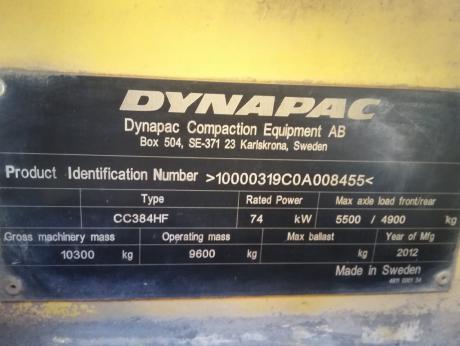 DYNAPAC
Dynapac Compaction Equipment AB
Box 504, SE-371 23 Karlskrona, Sweden
Product Identification Number >10000319C0A008455<
Type Rated Power Max axle load front/rear
CC384HF 74 kW 5500 / 4900 kg
Gross machinery mass Operating mass Max ballast Year of Mfg
10300 kg 9600 kg kg 2012
Made in Sweden